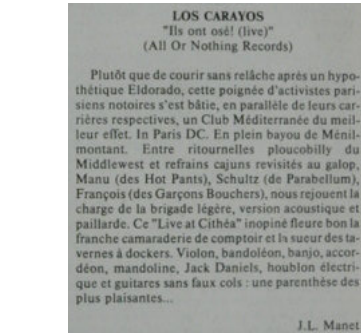 LOS CARAYOS
"Ils ont osé! (live)"
(All Or Nothing Records)
Plutôt que de courir sans relâche après un hypo-
thétique Eldorado, cette poignée d'activistes pari-
siens notoires s'est bâtie, en parallèle de leurs car-
rières respectives, un Club Méditerranée du meil-
leur effet. In Paris DC. En plein bayou de Ménil-
montant. Entre ritournelles ploucobilly du
Middlewest et refrains cajuns revisités au galop,
Manu (des Hot Pants), Schultz (de Parabellum),
François (des Garçons Bouchers), nous rejouent la
charge de la brigade légère, version acoustique et
paillarde. Ce "Live at Cithéa" inopiné fleure bon la
franche camaraderie de comptoir et la sueur des ta-
vernes à dockers. Violon, bandoléon, banjo, accor-
déon, mandoline, Jack Daniels, houblon électri-
que et guitares sans faux cols : une parenthèse des
plus plaisantes...
J.L. Manet